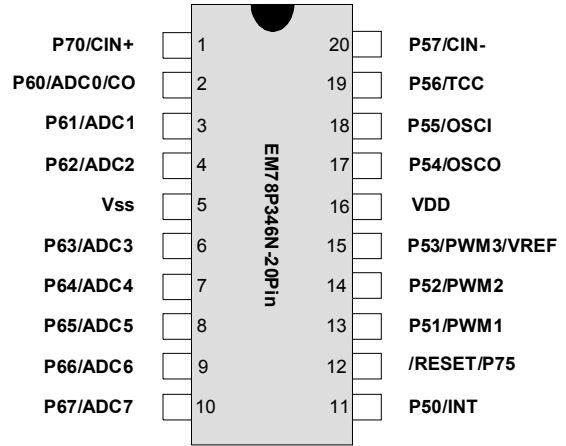 P70/CIN+ 1 20 P57/CIN-
P60/ADC0/CO 2 19 P56/TCC
P61/ADC1 3 18 P55/OSCI
P62/ADC2 4 17 P54/OSCO
Vss 5 16 VDD
P63/ADC3 6 15 P53/PWM3/VREF
P64/ADC4 7 14 P52/PWM2
P65/ADC5 8 13 P51/PWM1
P66/ADC6 9 12 /RESET/P75
P67/ADC7 10 11 P50/INT
EM78P346N-20Pin